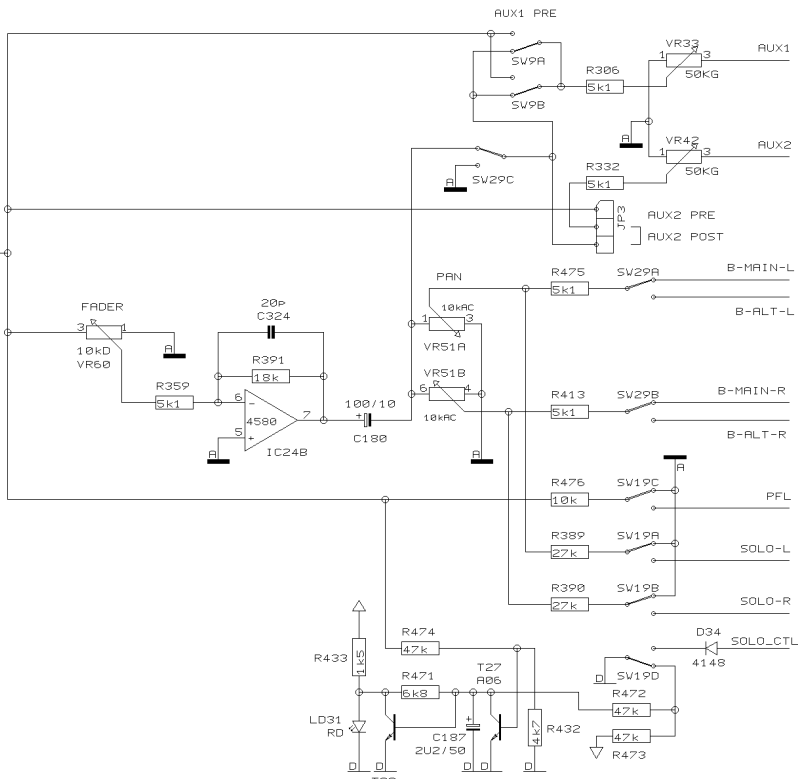 AUX1 PRE
SW9A
SW9B
VR33
1
3
50KG
AUX1
R306
5k1
A
VR42
1
3
50KG
AUX2
R332
5k1
A
SW29C
JP3
AUX2 PRE
AUX2 POST
PAN
10kAC
1
3
VR51A
VR51B
6
4
10kAC
A
R475
5k1
SW29A
B-MAIN-L
B-ALT-L
FADER
3
1
10kD
VR60
A
20p
C324
R391
18k
R359
5k1
6
-
4580
7
5
+
IC24B
A
100/10
+
C180
R413
5k1
SW29B
B-MAIN-R
B-ALT-R
A
R476
10k
SW19C
PFL
R389
27k
SW19A
SOLO-L
R390
27k
SW19B
SOLO-R
D34
4148
SOLO_CTL
D
SW19D
R433
1k5
R474
47k
R471
6k8
T27
A06
LD31
RD
+
C187
2U2/50
4k7
R432
R472
47k
47k
R473
D
D
D
D
D